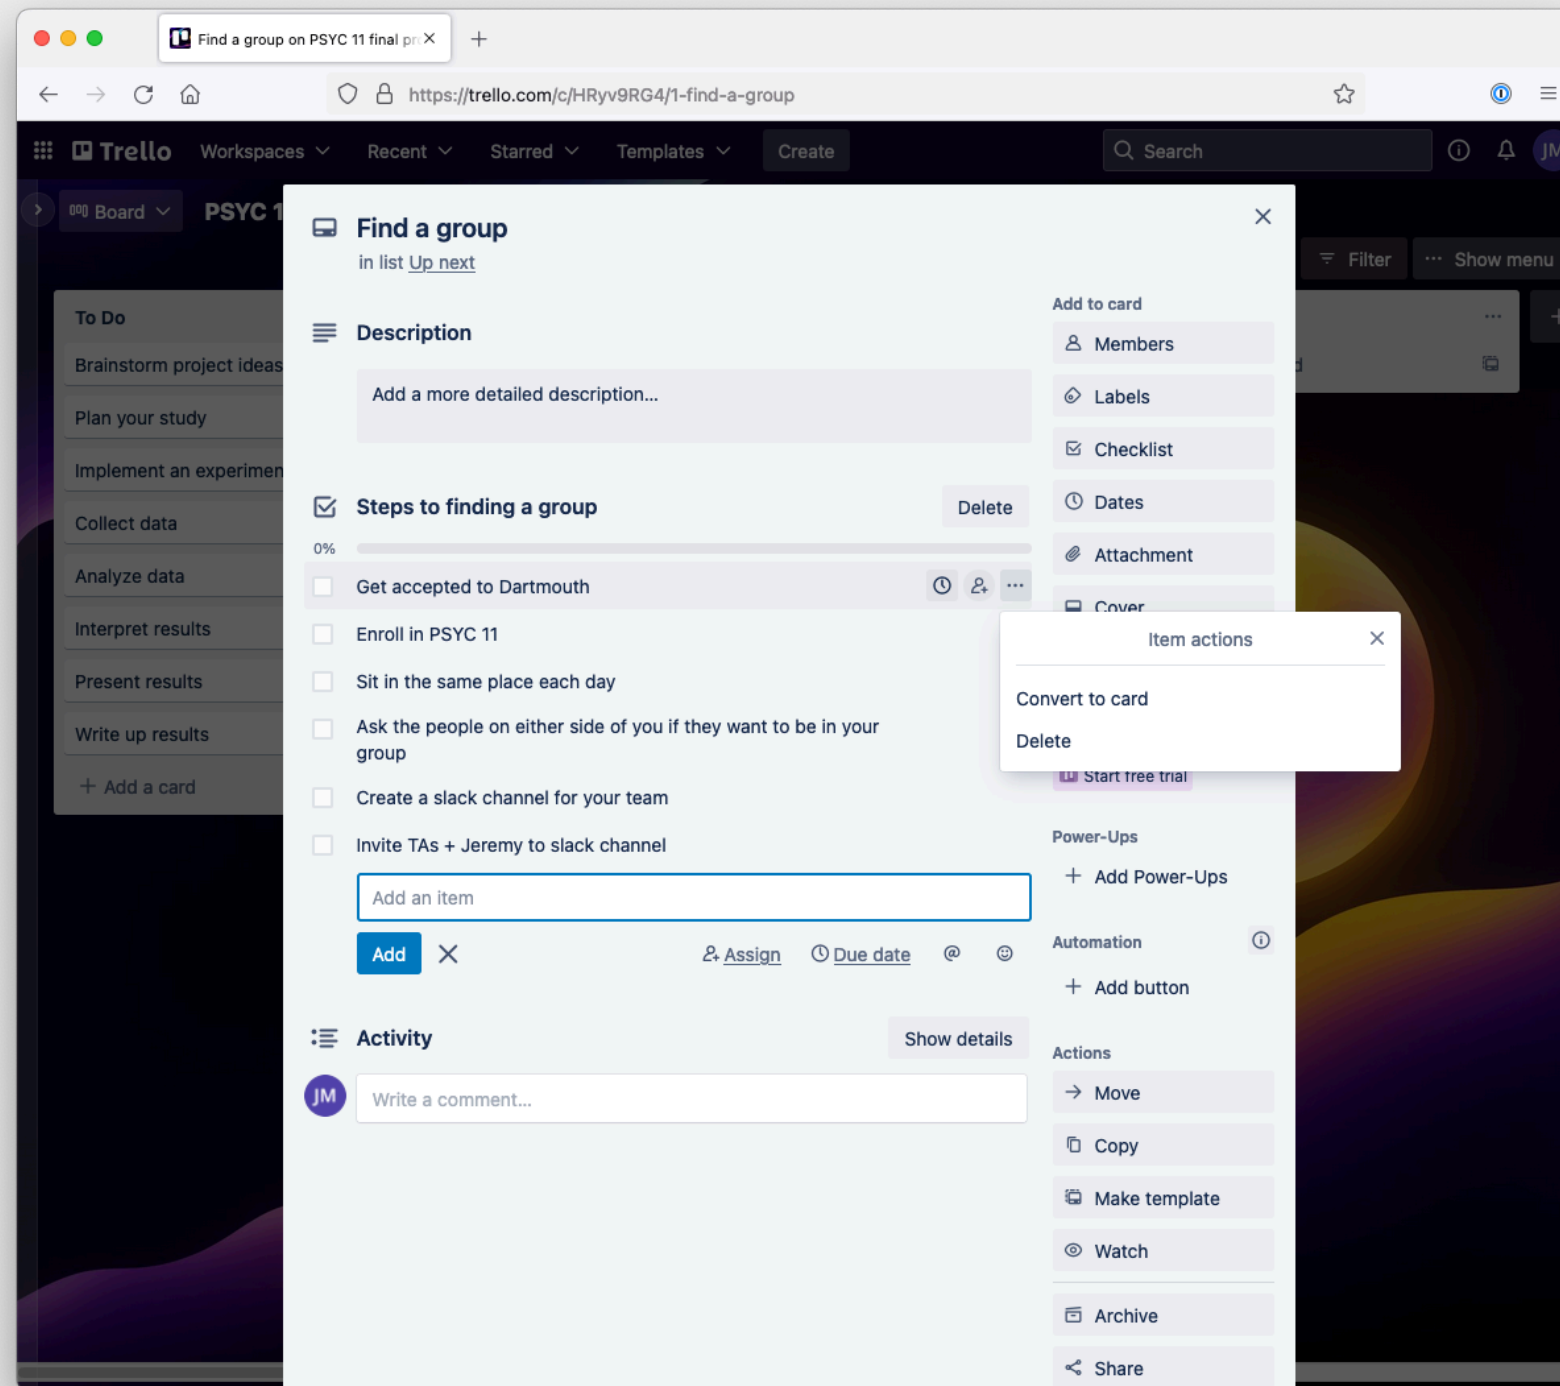 Find a group on PSYC 11 final pr
https://trello.com/c/HRyv9RG4/1-find-a-group
Trello
Workspaces
Recent
Starred
Templates
Create
Search
JM
Board
PSYC 1
Filter
Show menu
To Do
Brainstorm project ideas
Plan your study
Implement an experimen
Collect data
Analyze data
Interpret results
Present results
Write up results
+ Add a card
Find a group
in list Up next
Description
Add a more detailed description...
Steps to finding a group
Delete
0%
Get accepted to Dartmouth
Enroll in PSYC 11
Sit in the same place each day
Ask the people on either side of you if they want to be in your
group
Create a slack channel for your team
Invite TAs + Jeremy to slack channel
Add an item
Add
Assign
Due date
@
Activity
Show details
JM
Write a comment...
Add to card
Members
Labels
Checklist
Dates
Attachment
Cover
Item actions
Convert to card
Delete
Start free trial
Power-Ups
+ Add Power-Ups
Automation
+ Add button
Actions
Move
Copy
Make template
Watch
Archive
Share